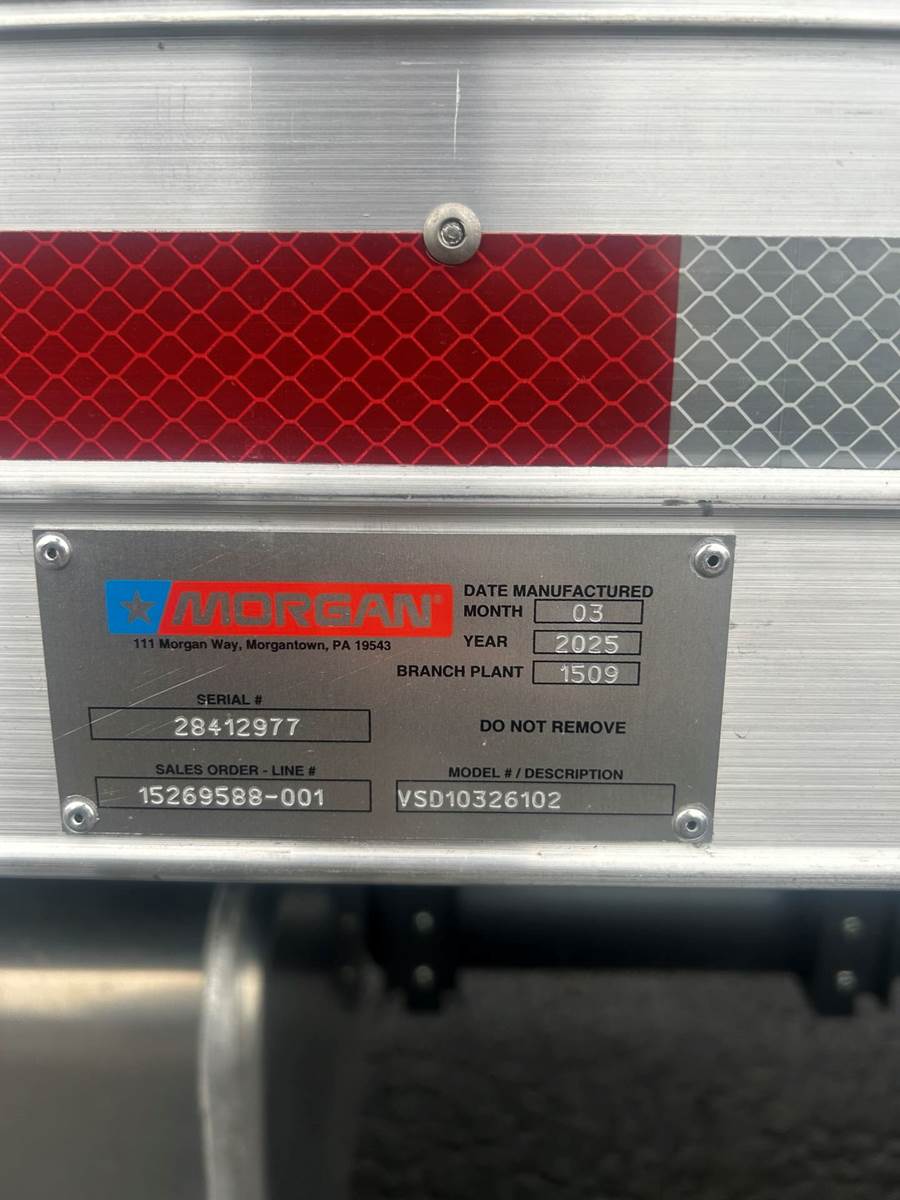 MORGAN®
111 Morgan Way, Morgantown, PA 19543
DATE MANUFACTURED
MONTH 03
YEAR 2025
BRANCH PLANT 1509
SERIAL #
28412977
DO NOT REMOVE
SALES ORDER - LINE #
15269588-001
MODEL # / DESCRIPTION
VSD10326102